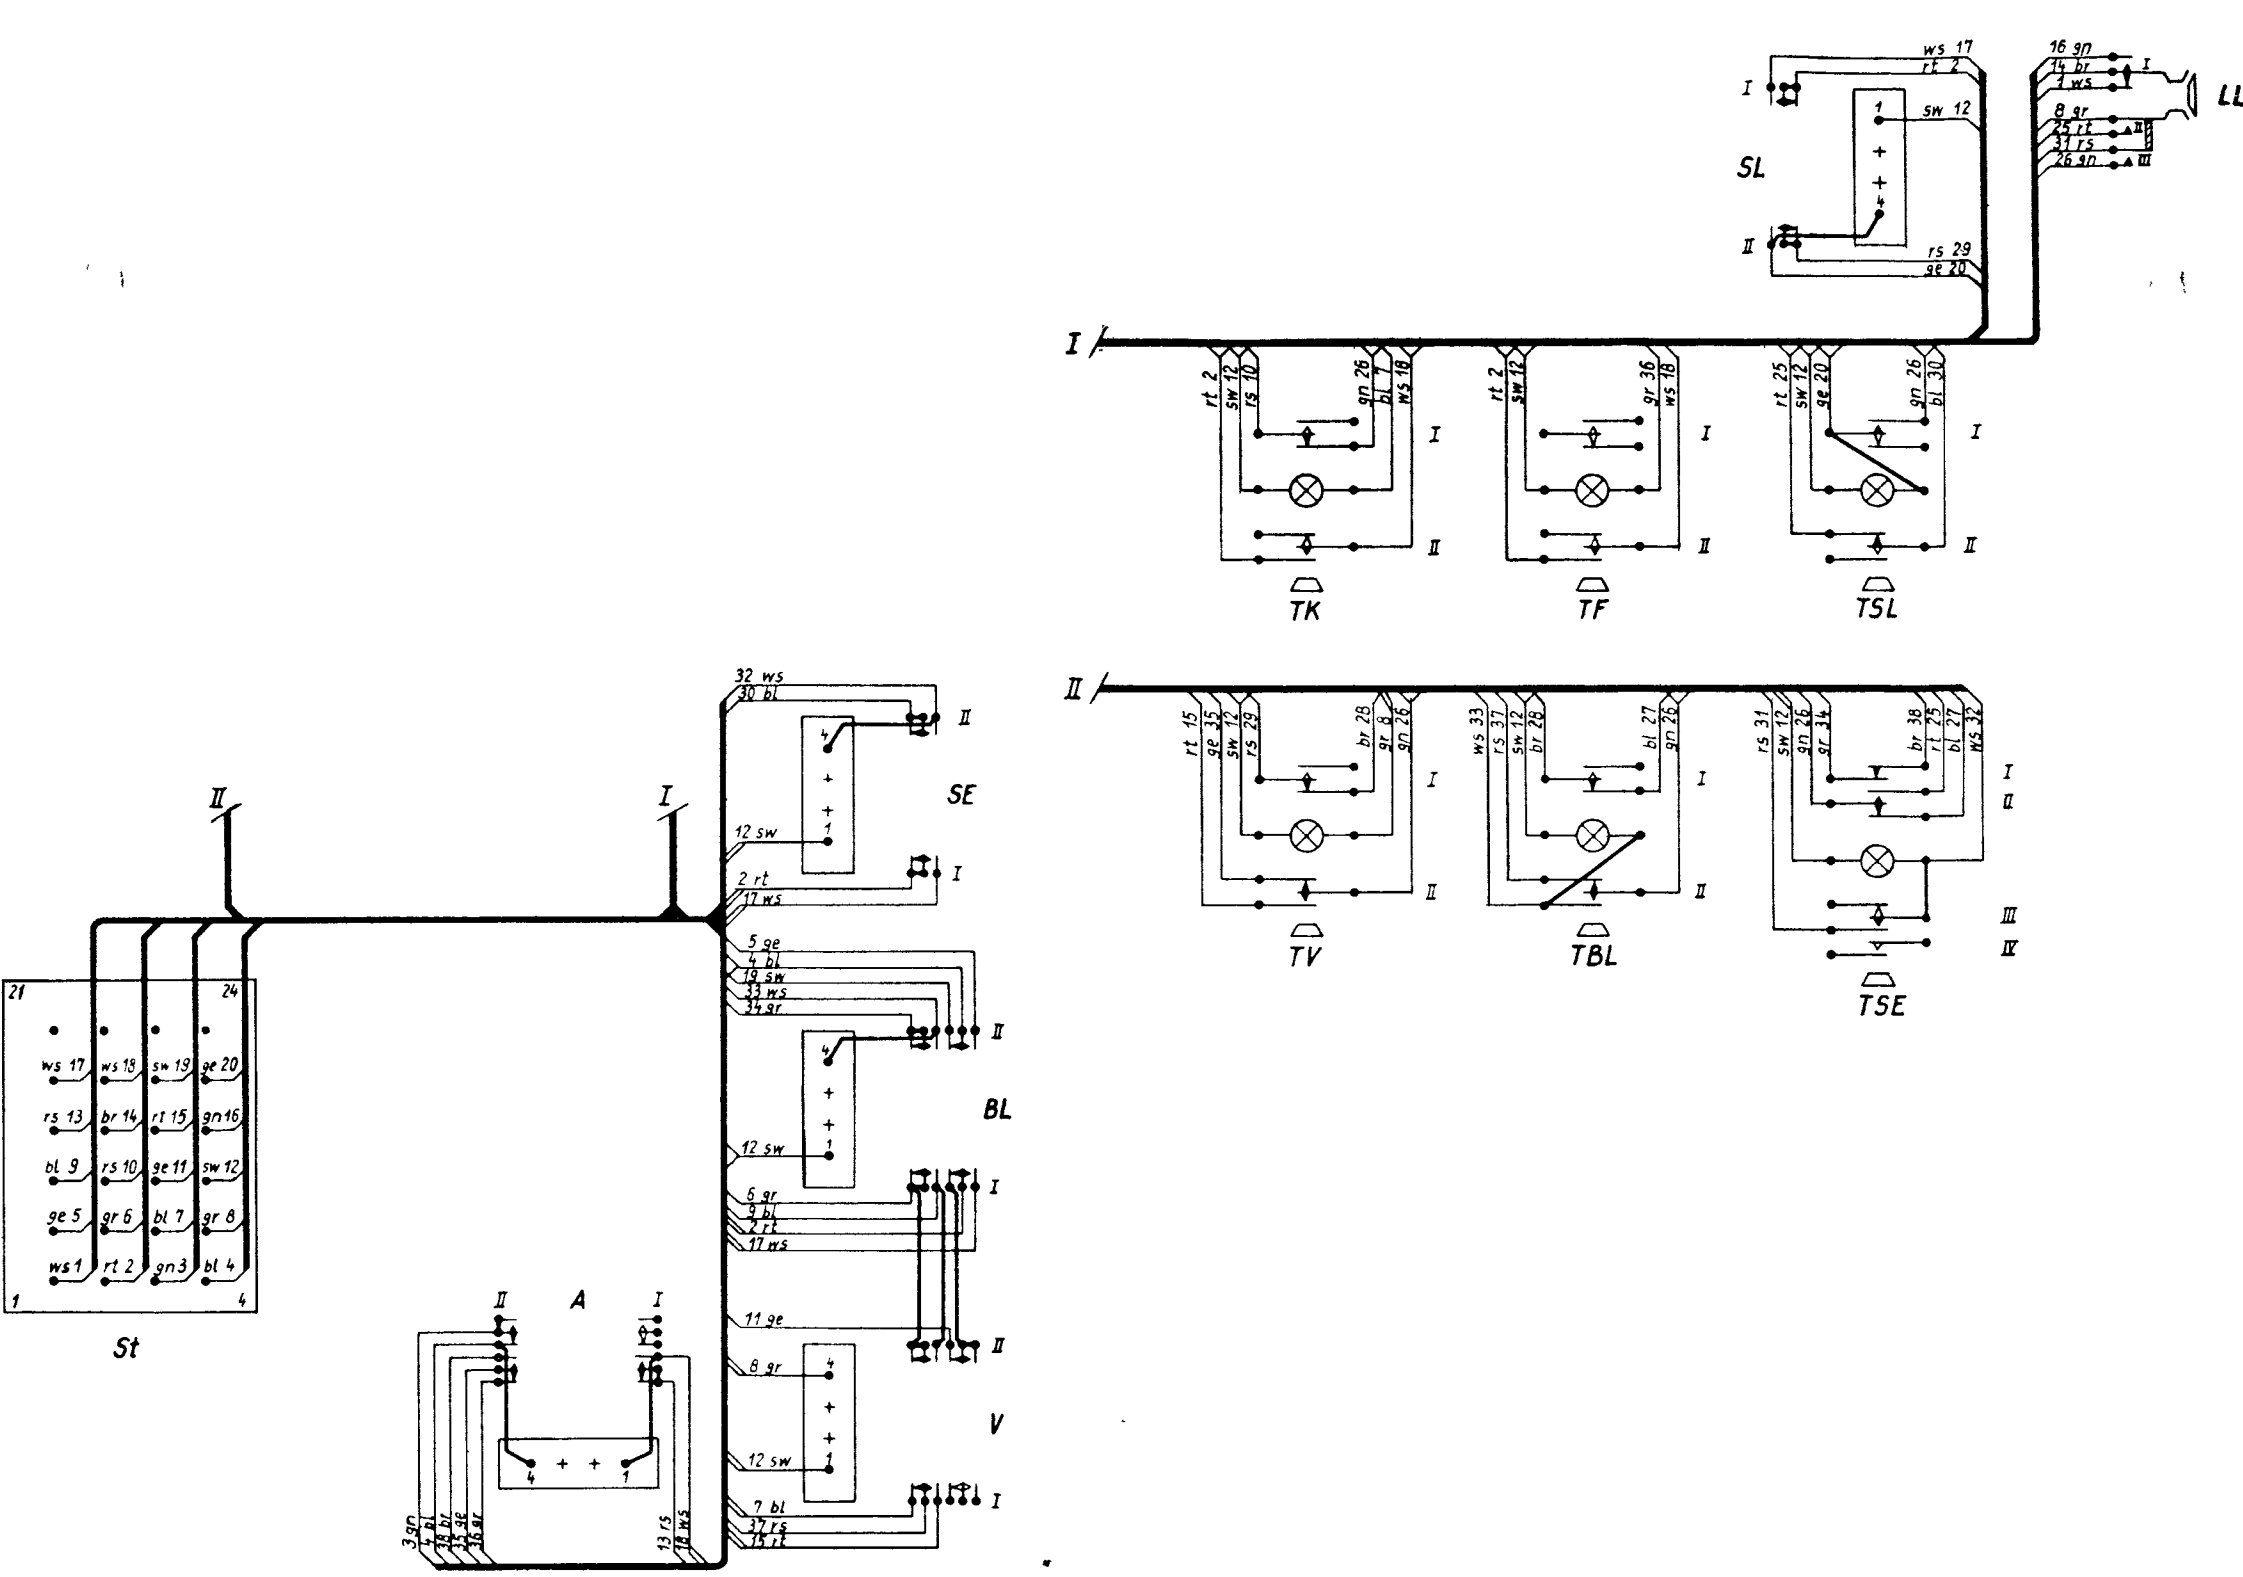 ws 17
rt 2
I
1
sw 12
SL
4
II
rs 29
ge 20
16 gn
14 br
I
1 ws
LL
8 gr
25 rt
II
31 rs
26 gn
III
I
rt 2
sw 12
rs 10
gn 26
bl 7
ws 18
I
II
TK
rt 2
sw 12
gr 36
ws 18
I
II
TF
rt 25
sw 12
ge 20
gn 26
bl 30
I
II
TSL
II
rt 15
ge 35
sw 12
rs 29
br 28
gr 8
gn 26
I
II
TV
ws 33
rs 37
sw 12
br 28
bl 27
gn 26
I
II
TBL
rs 31
sw 12
gn 26
gr 34
br 38
rt 25
bl 27
ws 32
I
II
III
IV
TSE
32 ws
30 bl
II
4
SE
12 sw
1
2 rt
I
17 ws
II
I
5 ge
4 bl
19 sw
33 ws
34 gr
II
4
BL
12 sw
1
6 gr
I
9 bl
2 rt
17 ws
11 ge
II
8 gr
4
V
12 sw
1
7 bl
I
37 rs
15 rt
21
24
ws 17
ws 18
sw 19
ge 20
rs 13
br 14
rt 15
gn 16
bl 9
rs 10
ge 11
sw 12
ge 5
gr 6
bl 7
gr 8
ws 1
rt 2
gn 3
bl 4
1
4
St
II
A
I
4
1
3 gn
4 bl
38 br
35 ge
36 gr
13 rs
18 ws